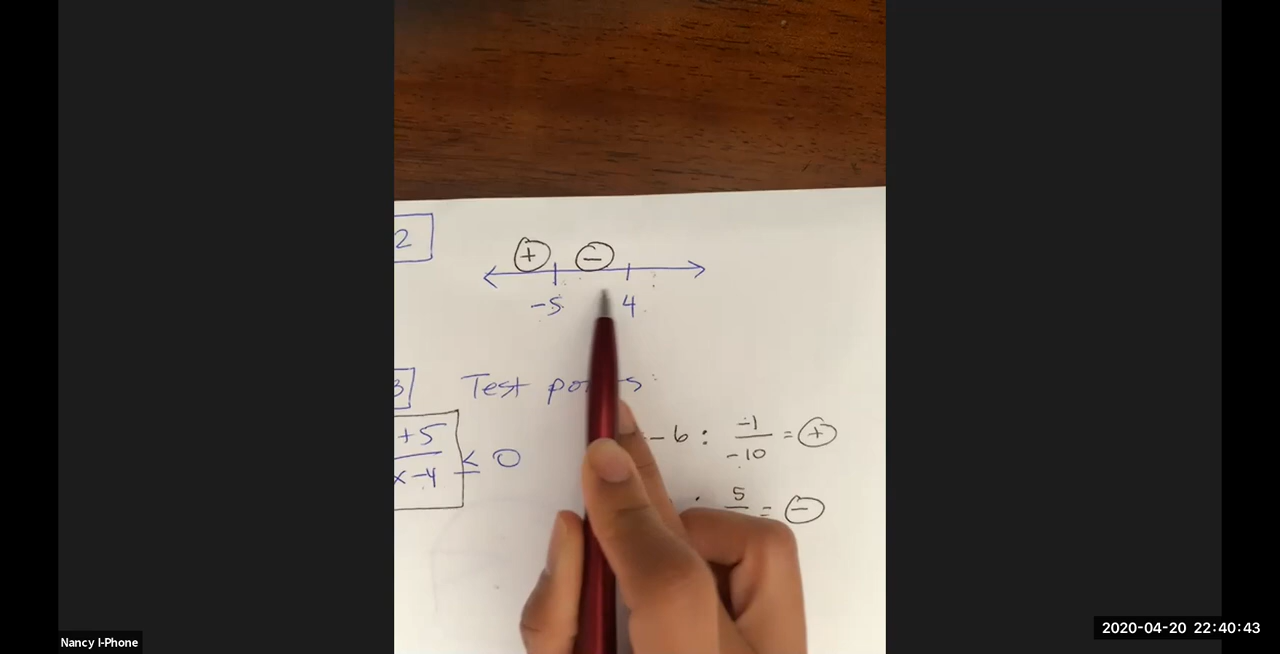 2
+ -
-5 4
3] Test
+5
x-4 ≤ 0
-6 : -1
-10 = +
: 5 = -
Nancy I-Phone
2020-04-20 22:40:43